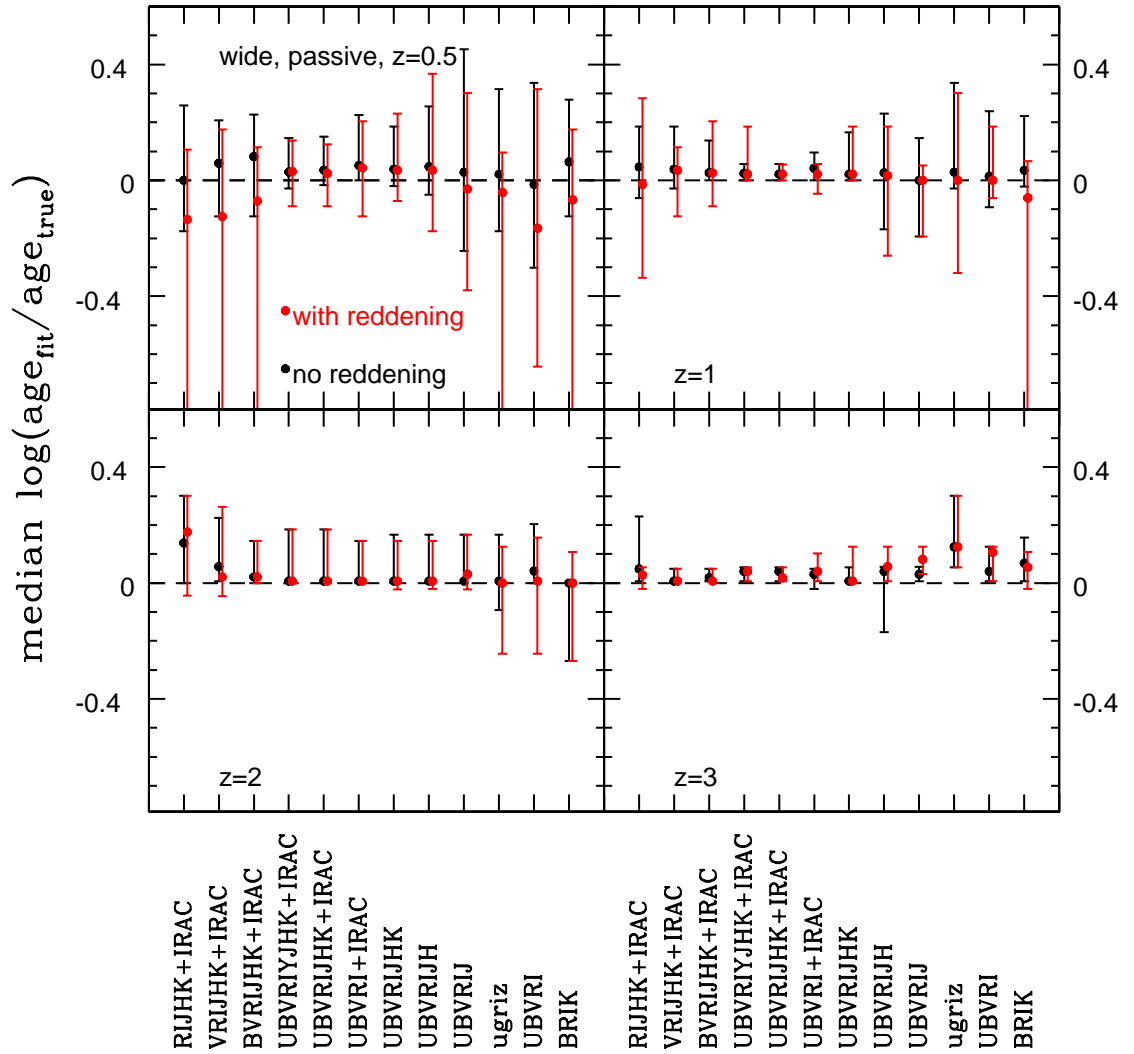 wide, passive, z=0.5
0.4
0
-0.4
with reddening
no reddening
z=1
0.4
0
-0.4
median log(age_fit/age_true)
0.4
0
-0.4
z=2
z=3
0.4
0
-0.4
RIJHK+IRAC
VRIJHK+IRAC
BVRIJHK+IRAC
UBVRIYJHK+IRAC
UBVRIJHK+IRAC
UBVRI+IRAC
UBVRIJHK
UBVRIJH
UBVRIJ
ugriz
UBVRI
BRIK
RIJHK+IRAC
VRIJHK+IRAC
BVRIJHK+IRAC
UBVRIYJHK+IRAC
UBVRIJHK+IRAC
UBVRI+IRAC
UBVRIJHK
UBVRIJH
UBVRIJ
ugriz
UBVRI
BRIK